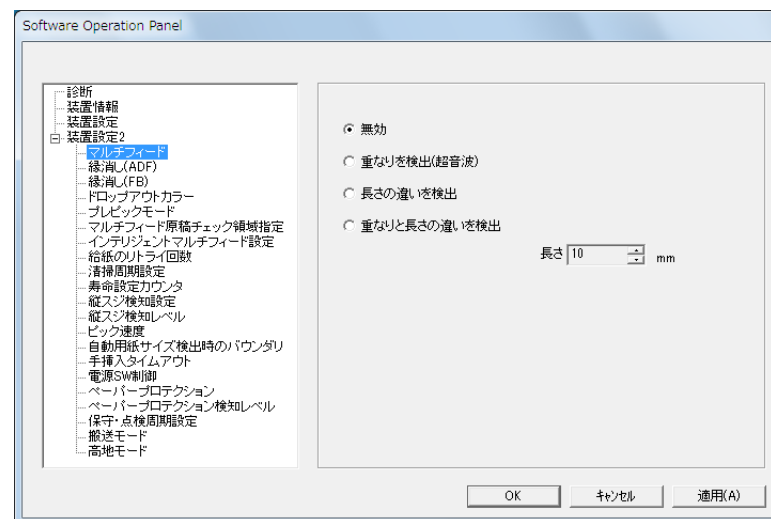 Software Operation Panel
診断
装置情報
装置設定
装置設定2
マルチフィード
縁消し(ADF)
縁消し(FB)
ドロップアウトカラー
プレピックモード
マルチフィード原稿チェック領域指定
インテリジェントマルチフィード設定
給紙のリトライ回数
清掃周期設定
寿命設定カウンタ
縦スジ検知設定
縦スジ検知レベル
ピック速度
自動用紙サイズ検出時のバウンダリ
手挿入タイムアウト
電源SW制御
ペーパープロテクション
ペーパープロテクション検知レベル
保守・点検周期設定
搬送モード
高地モード
無効
重なりを検出(超音波)
長さの違いを検出
重なりと長さの違いを検出
長さ 10 mm
OK キャンセル 適用(A)